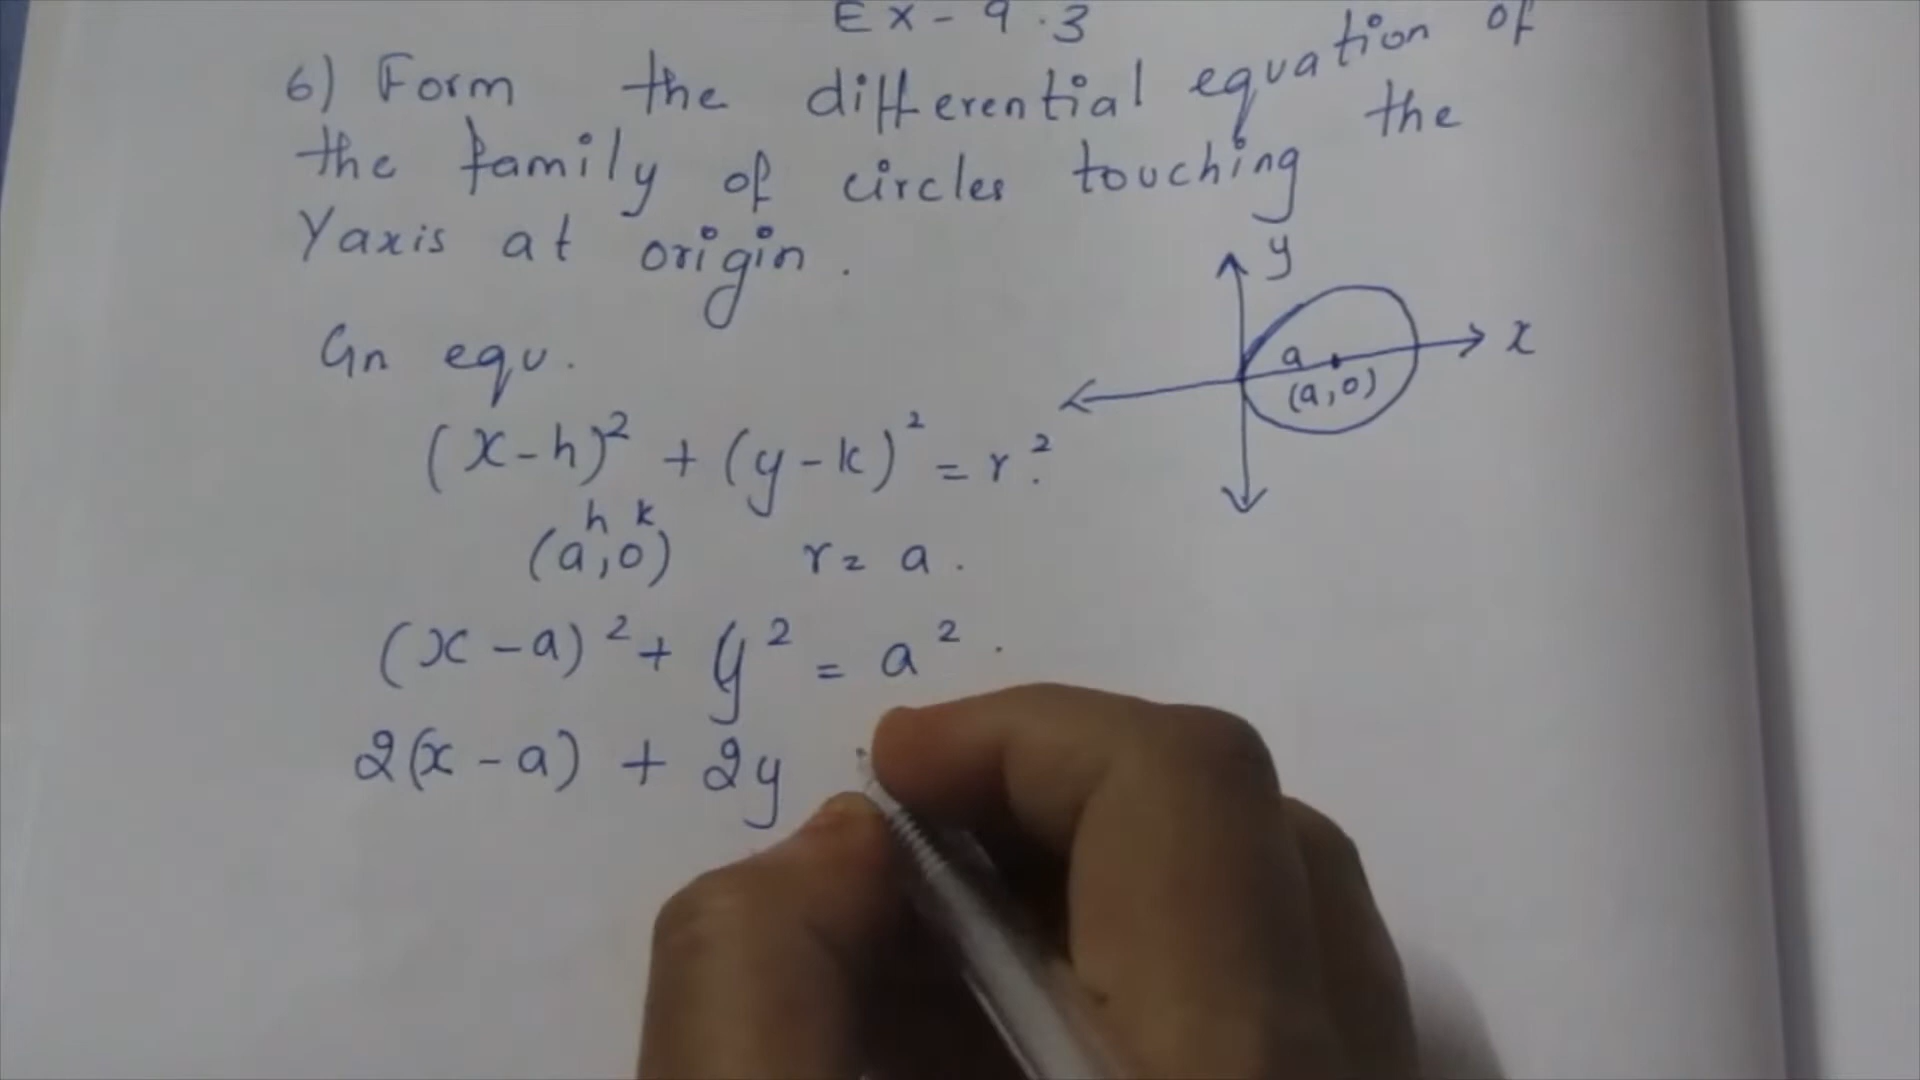 Ex-9.3
6) Form the differential equation of
the family of circles touching the
Yaxis at origin.
Gn equ.
(x-h)² + (y-k)² = r².
h k
(a,0) r = a.
(x-a)² + y² = a².
2(x-a) + 2y
y
x
a
(a,0)